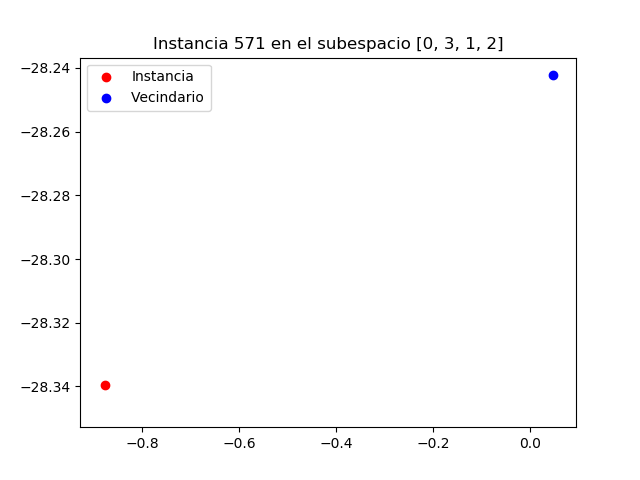 Instancia 571 en el subespacio [0, 3, 1, 2]
Instancia
Vecindario
−28.24
−28.26
−28.28
−28.30
−28.32
−28.34
−0.8 −0.6 −0.4 −0.2 0.0